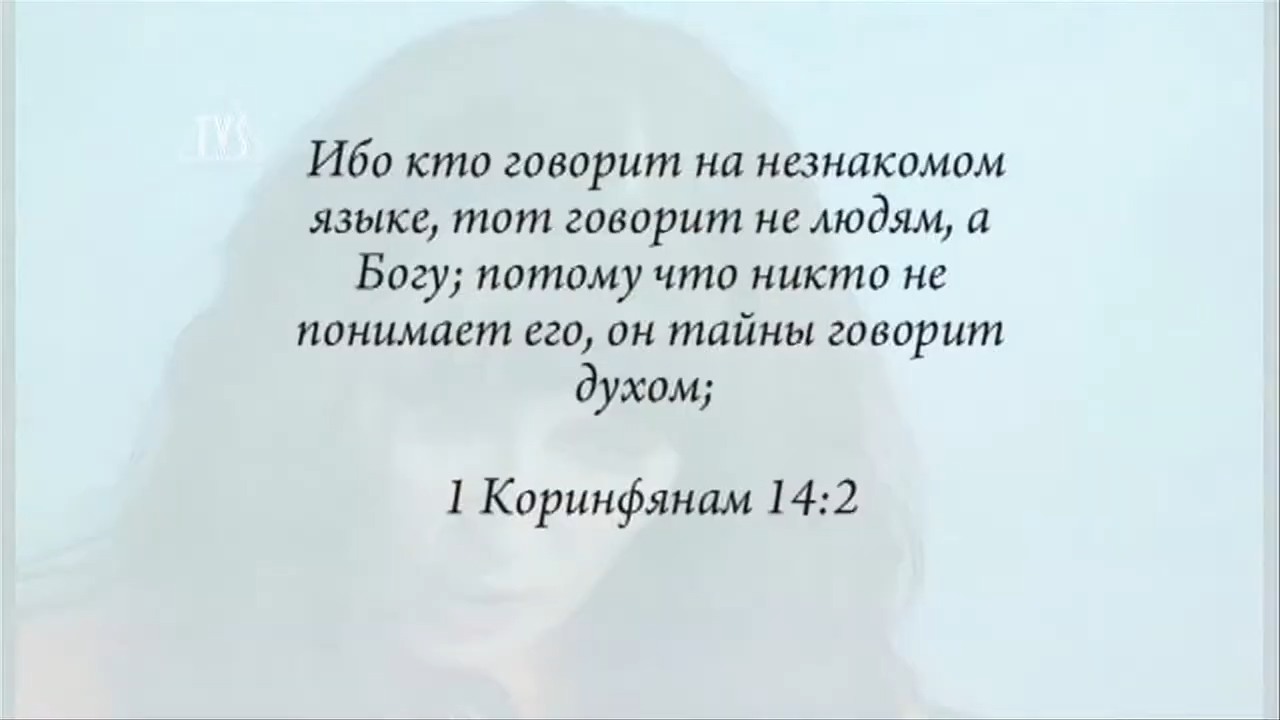 TVS
Ибо кто говорит на незнакомом
языке, тот говорит не людям, а
Богу; потому что никто не
понимает его, он тайны говорит
духом;
1 Коринфянам 14:2